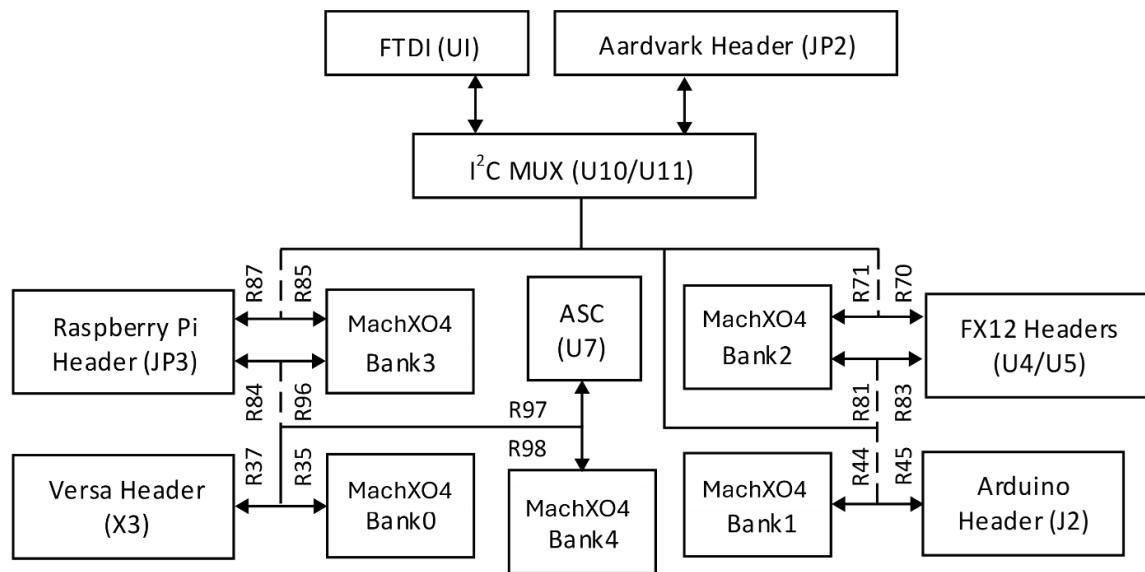 FTDI (UI)
Aardvark Header (JP2)
I²C MUX (U10/U11)
R87
R85
R71
R70
Raspberry Pi
Header (JP3)
MachXO4
Bank3
ASC
(U7)
MachXO4
Bank2
FX12 Headers
(U4/U5)
R84
R96
R97
R81
R83
R98
R37
R35
R44
R45
Versa Header
(X3)
MachXO4
Bank0
MachXO4
Bank4
MachXO4
Bank1
Arduino
Header (J2)